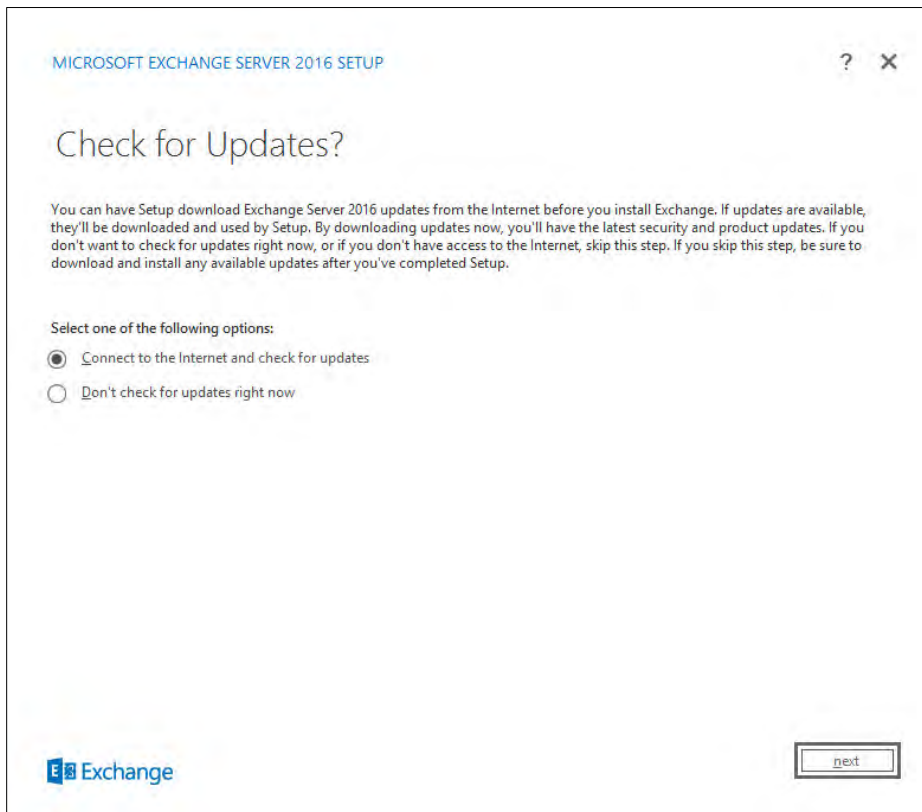 MICROSOFT EXCHANGE SERVER 2016 SETUP
?
Check for Updates?
You can have Setup download Exchange Server 2016 updates from the Internet before you install Exchange. If updates are available,
they'll be downloaded and used by Setup. By downloading updates now, you'll have the latest security and product updates. If you
don't want to check for updates right now, or if you don't have access to the Internet, skip this step. If you skip this step, be sure to
download and install any available updates after you've completed Setup.
Select one of the following options:
Connect to the Internet and check for updates
Don't check for updates right now
Exchange
next